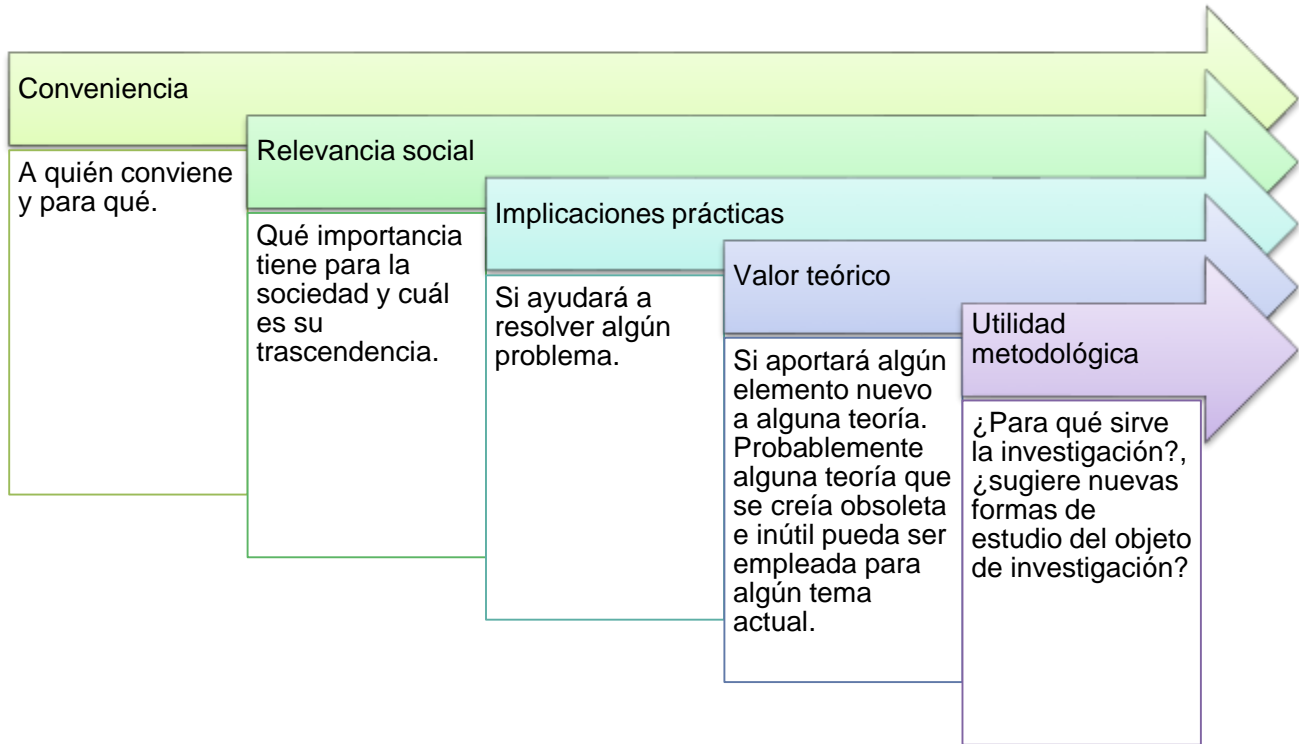 Conveniencia
A quién conviene
y para qué.
Relevancia social
Qué importancia
tiene para la
sociedad y cuál
es su
trascendencia.
Implicaciones prácticas
Si ayudará a
resolver algún
problema.
Valor teórico
Si aportará algún
elemento nuevo
a alguna teoría.
Probablemente
alguna teoría que
se creía obsoleta
e inútil pueda ser
empleada para
algún tema
actual.
Utilidad
metodológica
¿Para qué sirve
la investigación?,
¿sugiere nuevas
formas de
estudio del objeto
de investigación?